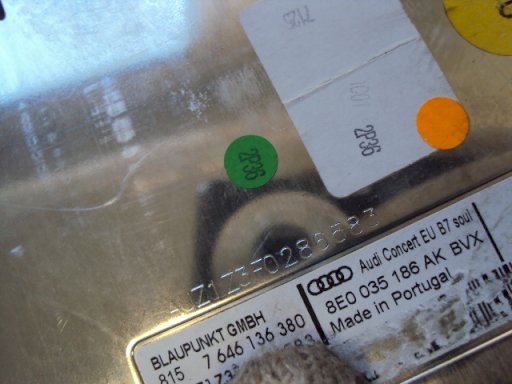 7125
2P36
2P36
AUZ1Z3F0286583
Audi Concert EU B7 soul
8E0 035 186 AK BVX
Made in Portugal
BLAUPUNKT GMBH
815 7 646 136 380